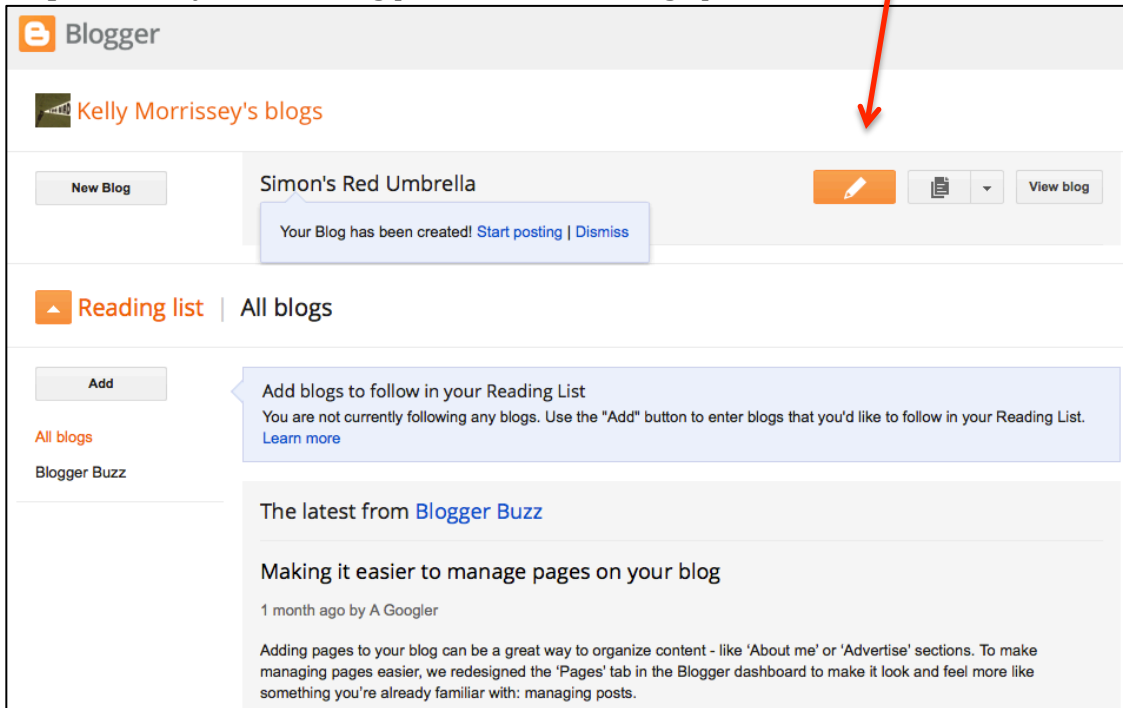 Blogger
Kelly Morrissey's blogs
New Blog
Simon's Red Umbrella
View blog
Your Blog has been created! Start posting | Dismiss
Reading list | All blogs
Add
Add blogs to follow in your Reading List
You are not currently following any blogs. Use the "Add" button to enter blogs that you'd like to follow in your Reading List.
Learn more
All blogs
Blogger Buzz
The latest from Blogger Buzz
Making it easier to manage pages on your blog
1 month ago by A Googler
Adding pages to your blog can be a great way to organize content - like ‘About me’ or ‘Advertise’ sections. To make
managing pages easier, we redesigned the ‘Pages’ tab in the Blogger dashboard to make it look and feel more like
something you’re already familiar with: managing posts.